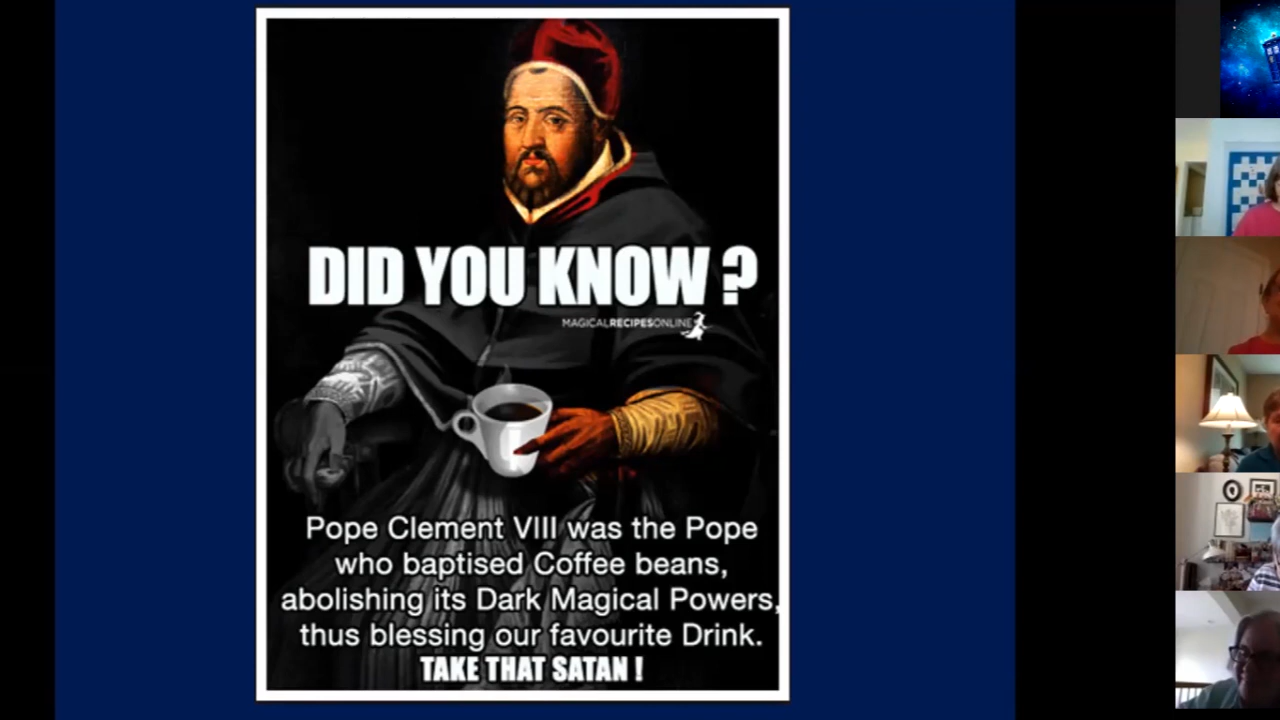 DID YOU KNOW ?
MAGICALRECIPESONLINE
Pope Clement VIII was the Pope
who baptised Coffee beans,
abolishing its Dark Magical Powers,
thus blessing our favourite Drink.
TAKE THAT SATAN !